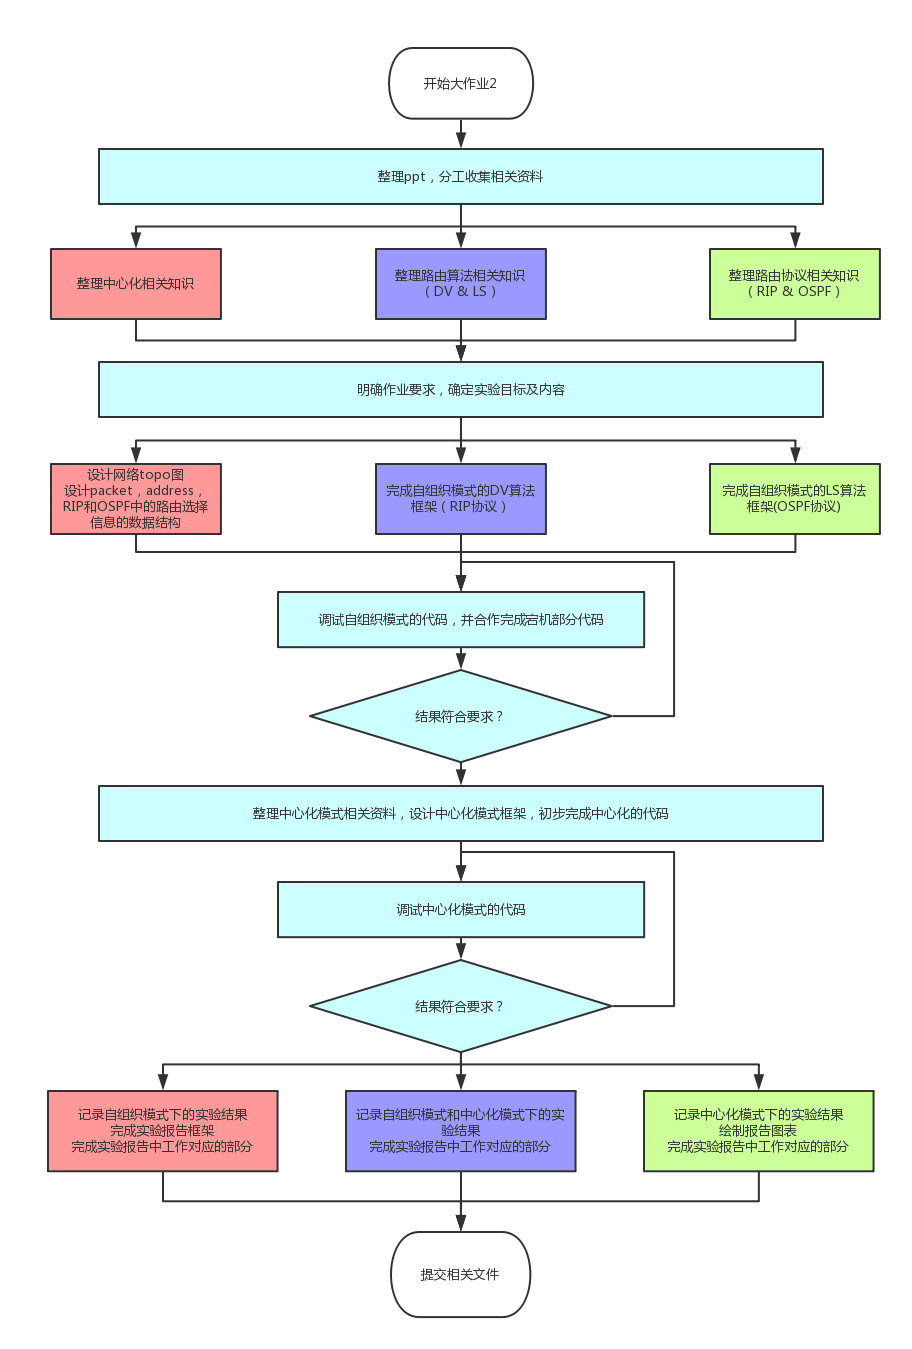 开始大作业2
整理ppt，分工收集相关资料
整理中心化相关知识
整理路由算法相关知识
（DV & LS）
整理路由协议相关知识
（RIP & OSPF）
明确作业要求，确定实验目标及内容
设计网络topo图
设计packet，address，
RIP和OSPF中的路由选择
信息的数据结构
完成自组织模式的DV算法
框架（RIP协议）
完成自组织模式的LS算法
框架(OSPF协议)
调试自组织模式的代码，并合作完成宕机部分代码
结果符合要求？
整理中心化模式相关资料，设计中心化模式框架，初步完成中心化的代码
调试中心化模式的代码
结果符合要求？
记录自组织模式下的实验结果
完成实验报告框架
完成实验报告中工作对应的部分
记录自组织模式和中心化模式下的实
验结果
完成实验报告中工作对应的部分
记录中心化模式下的实验结果
绘制报告图表
完成实验报告中工作对应的部分
提交相关文件